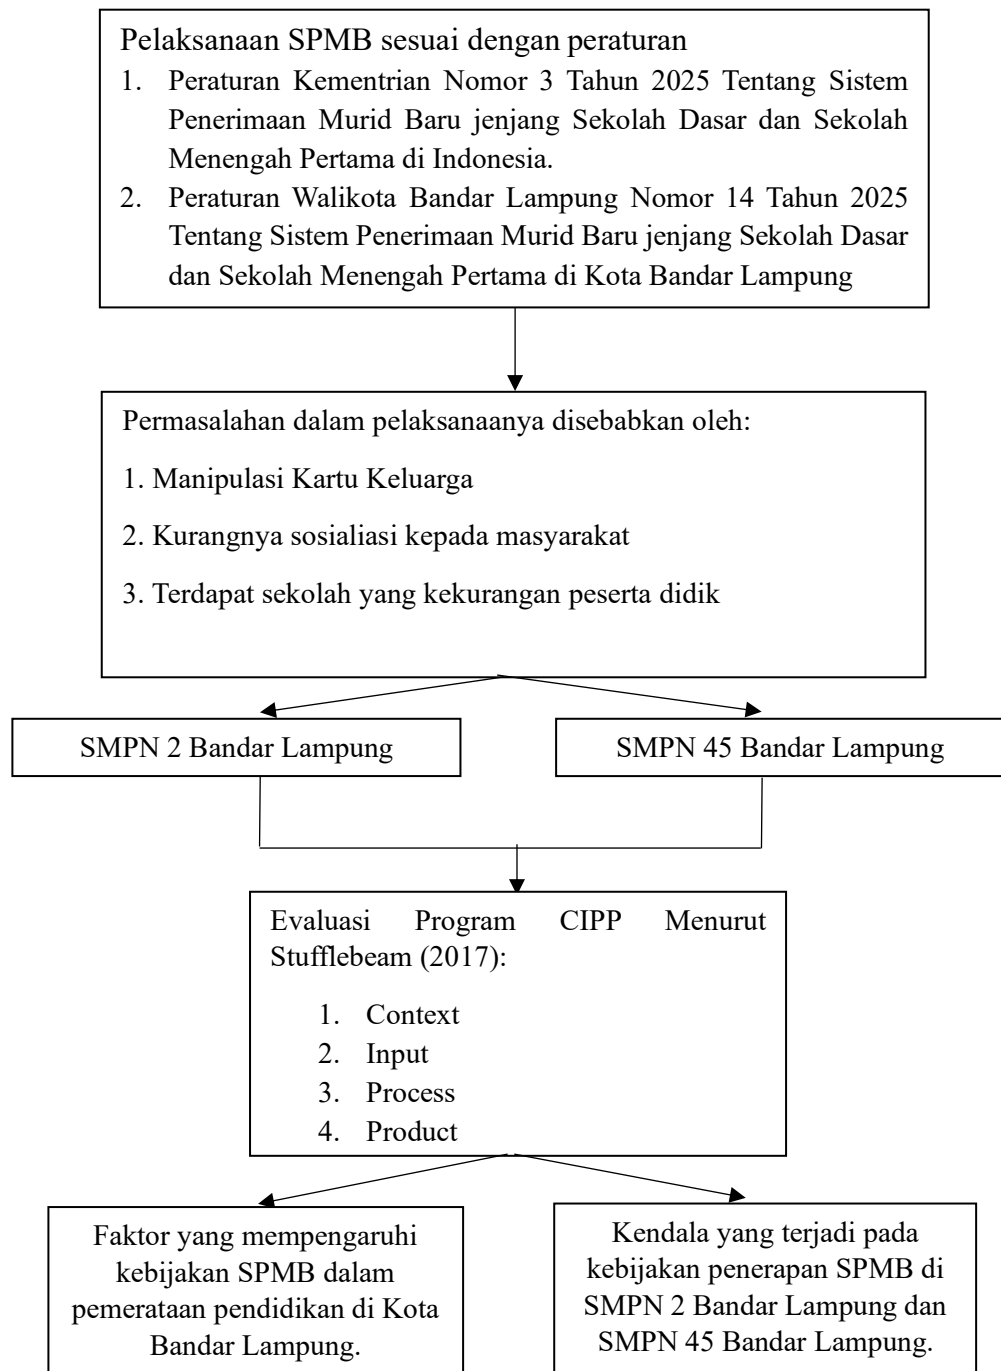 Pelaksanaan SPMB sesuai dengan peraturan
1. Peraturan Kementrian Nomor 3 Tahun 2025 Tentang Sistem
Penerimaan Murid Baru jenjang Sekolah Dasar dan Sekolah
Menengah Pertama di Indonesia.
2. Peraturan Walikota Bandar Lampung Nomor 14 Tahun 2025
Tentang Sistem Penerimaan Murid Baru jenjang Sekolah Dasar
dan Sekolah Menengah Pertama di Kota Bandar Lampung
Permasalahan dalam pelaksanaanya disebabkan oleh:
1. Manipulasi Kartu Keluarga
2. Kurangnya sosialiasi kepada masyarakat
3. Terdapat sekolah yang kekurangan peserta didik
SMPN 2 Bandar Lampung
SMPN 45 Bandar Lampung
Evaluasi Program CIPP Menurut
Stufflebeam (2017):
1. Context
2. Input
3. Process
4. Product
Faktor yang mempengaruhi
kebijakan SPMB dalam
pemerataan pendidikan di Kota
Bandar Lampung.
Kendala yang terjadi pada
kebijakan penerapan SPMB di
SMPN 2 Bandar Lampung dan
SMPN 45 Bandar Lampung.